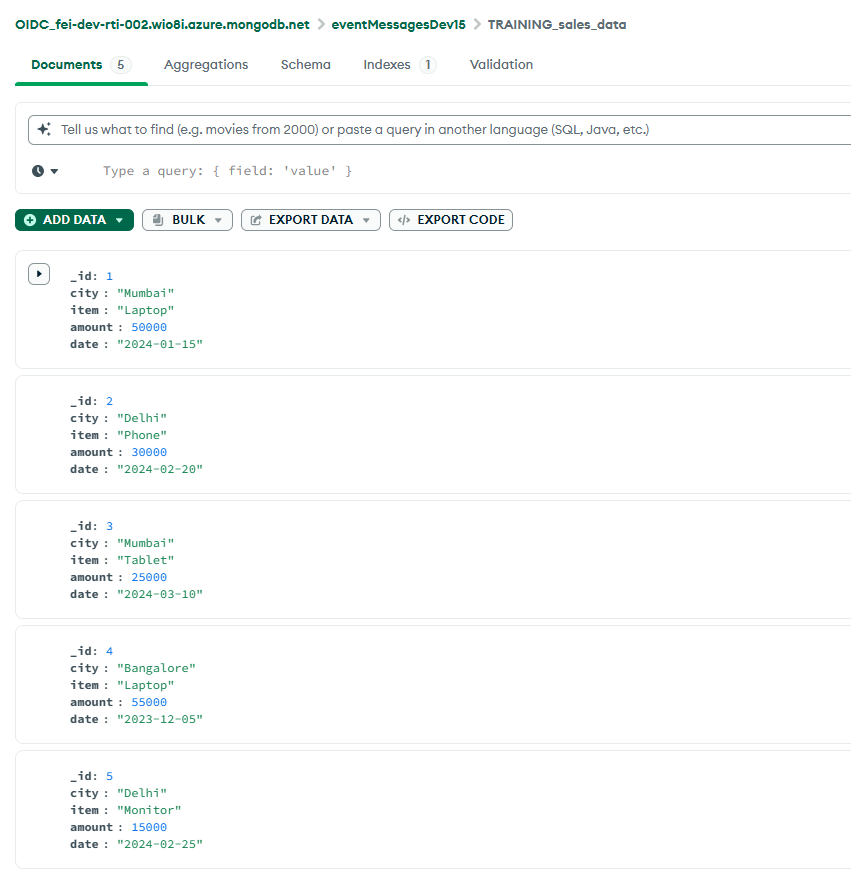 OIDC_fei-dev-rti-002.wio8i.azure.mongodb.net > eventMessagesDev15 > TRAINING_sales_data
Documents 5 Aggregations Schema Indexes 1 Validation
Tell us what to find (e.g. movies from 2000) or paste a query in another language (SQL, Java, etc.)
Type a query: { field: 'value' }
ADD DATA BULK EXPORT DATA </> EXPORT CODE
_id: 1
city : "Mumbai"
item : "Laptop"
amount : 50000
date : "2024-01-15"
_id: 2
city : "Delhi"
item : "Phone"
amount : 30000
date : "2024-02-20"
_id: 3
city : "Mumbai"
item : "Tablet"
amount : 25000
date : "2024-03-10"
_id: 4
city : "Bangalore"
item : "Laptop"
amount : 55000
date : "2023-12-05"
_id: 5
city : "Delhi"
item : "Monitor"
amount : 15000
date : "2024-02-25"